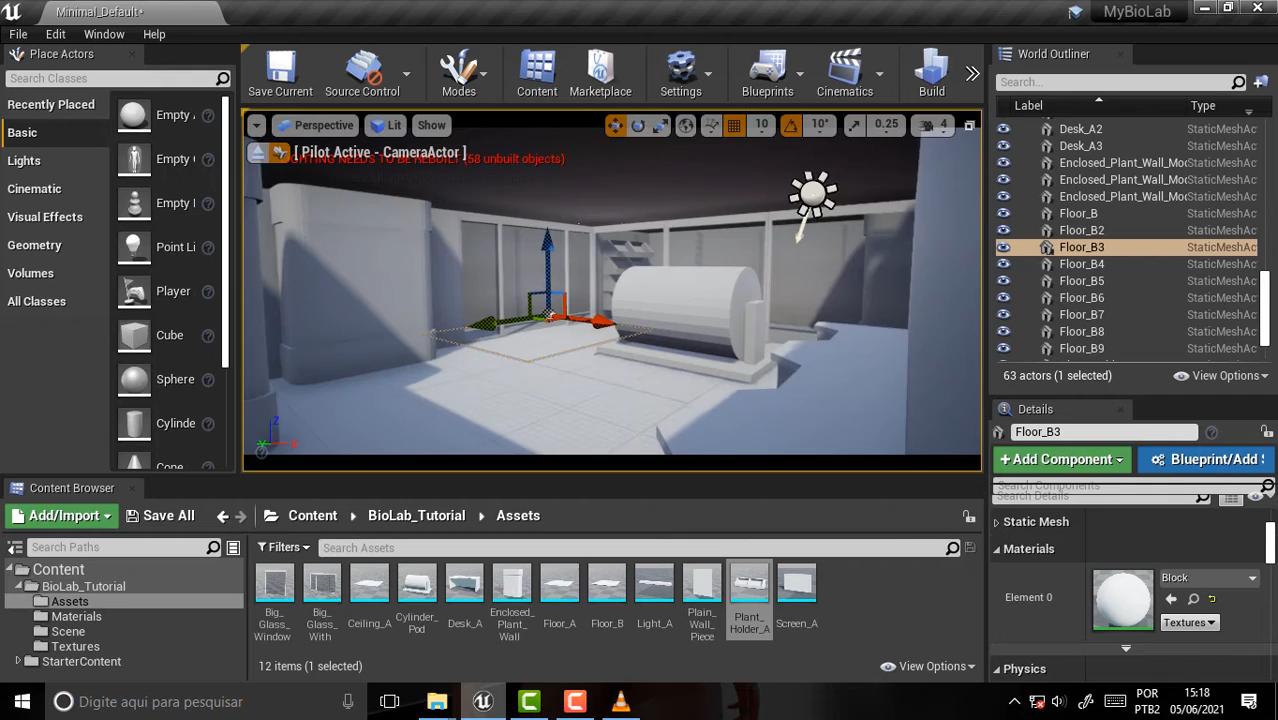 Minimal_Default*
MyBioLab
File Edit Window Help
Place Actors
Search Classes
Recently Placed
Basic
Lights
Cinematic
Visual Effects
Geometry
Volumes
All Classes
Empty
Empty
Empty
Point Li
Player
Cube
Sphere
Cylinde
Cone
Save Current
Source Control
Modes
Content
Marketplace
Settings
Blueprints
Cinematics
Build
Perspective
Lit
Show
10
10°
0.25
4
[ Pilot Active - CameraActor ]
HTING NEEDS TO BE REBUILT (58 unbuilt objects)
Z
X
Y
World Outliner
Search...
Label Type
Desk_A2 StaticMeshAc
Desk_A3 StaticMeshAc
Enclosed_Plant_Wall_Moc StaticMeshAc
Enclosed_Plant_Wall_Moc StaticMeshAc
Enclosed_Plant_Wall_Moc StaticMeshAc
Floor_B StaticMeshAc
Floor_B2 StaticMeshAc
Floor_B3 StaticMeshAc
Floor_B4 StaticMeshAc
Floor_B5 StaticMeshAc
Floor_B6 StaticMeshAc
Floor_B7 StaticMeshAc
Floor_B8 StaticMeshAc
Floor_B9 StaticMeshAc
63 actors (1 selected)
View Options
Details
Floor_B3
+Add Component
Blueprint/Add S
Search Components
Search Details
Static Mesh
Materials
Element 0
Block
Textures
Physics
Content Browser
Add/Import
Save All
Content
BioLab_Tutorial
Assets
Search Paths
Content
BioLab_Tutorial
Assets
Materials
Scene
Textures
StarterContent
Filters
Search Assets
Big_
Glass_
Window
Big_
Glass_
With
Ceiling_A
Cylinder_
Pod
Desk_A
Enclosed_
Plant_
Wall
Floor_A
Floor_B
Light_A
Plain_
Wall_
Piece
Plant_
Holder_A
Screen_A
12 items (1 selected)
View Options
Digite aqui para pesquisar
POR
PTB2
15:18
05/06/2021